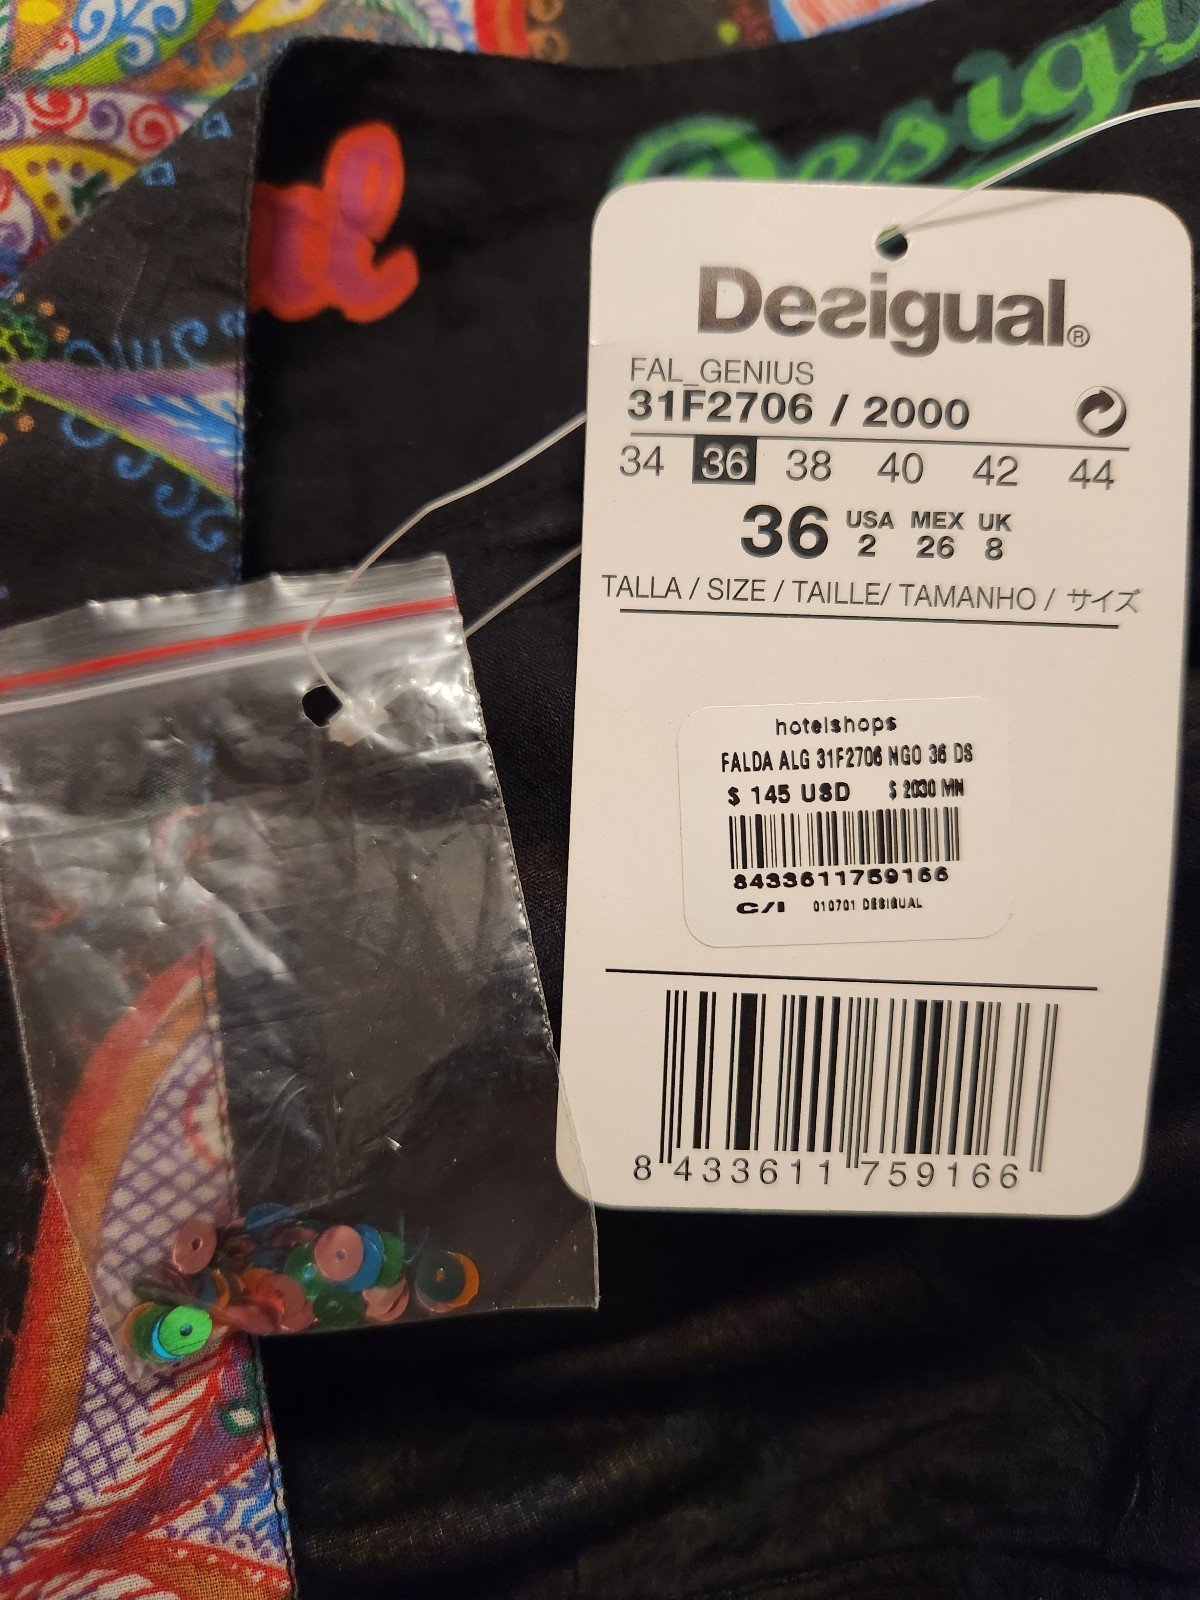 Desig
al
Desigual®
FAL_GENIUS
31F2706 / 2000
34 36 38 40 42 44
36 USA 2 MEX 26 UK 8
TALLA / SIZE / TAILLE/ TAMANHO / サイズ
hotelshops
FALDA ALG 31F2706 NGO 36 DS
$ 145 USD $ 2030 MN
8433611759166
C/I 010701 DESIGUAL
8 433611 759166